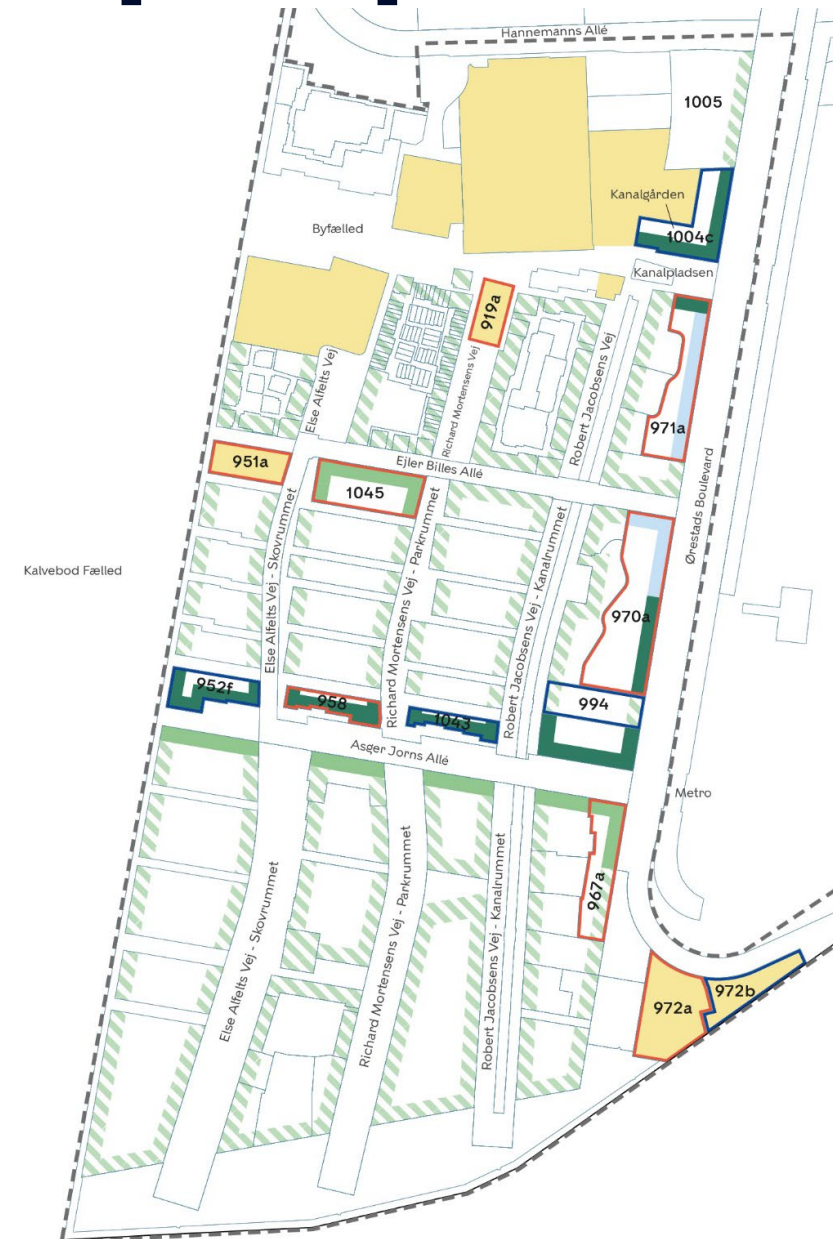 Hannemanns Allé
1005
Kanalgården
1004c
Byfælled
Kanalpladsen
919a
Else Alfelts Vej
Richard Mortensens Vej
Robert Jacobsens Vej
971a
951a
Ejler Billes Allé
1045
Ørestads Boulevard
Kalvebod Fælled
Else Alfelts Vej - Skovrummet
Richard Mortensens Vej - Parkrummet
Robert Jacobsens Vej - Kanalrummet
970a
952f
958
1043
994
Asger Jorns Allé
Metro
967a
Else Alfelts Vej - Skovrummet
Richard Mortensens Vej - Parkrummet
Robert Jacobsens Vej - Kanalrummet
972a
972b